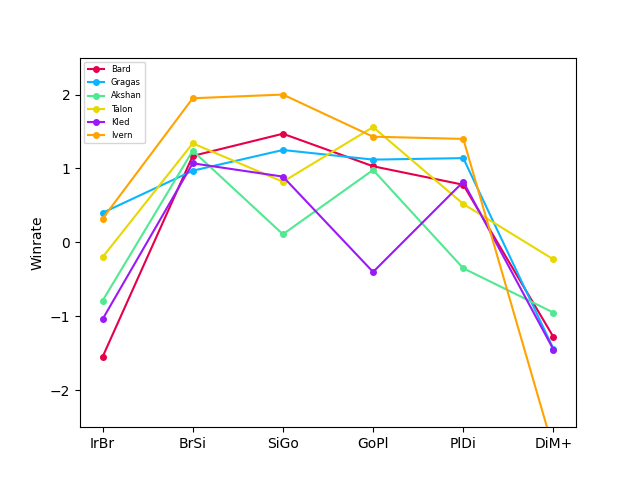 Bard
Gragas
Akshan
Talon
Kled
Ivern
Winrate
2
1
0
−1
−2
IrBr BrSi SiGo GoPl PlDi DiM+